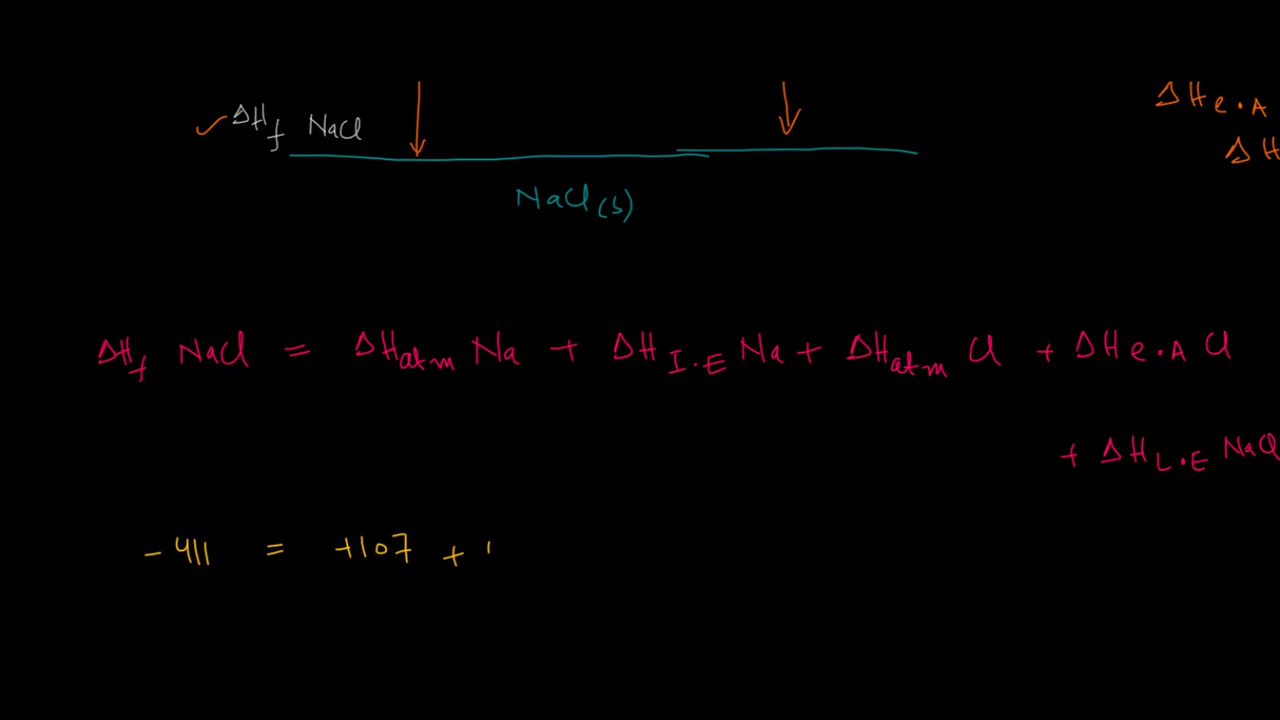 ΔHe.A
ΔHf NaCl
ΔH
NaCl(s)
ΔHf NaCl = ΔHatm Na + ΔHI.E Na + ΔHatm Cl + ΔHe.A Cl
+ ΔHL.E NaCl
-411 = +107 +